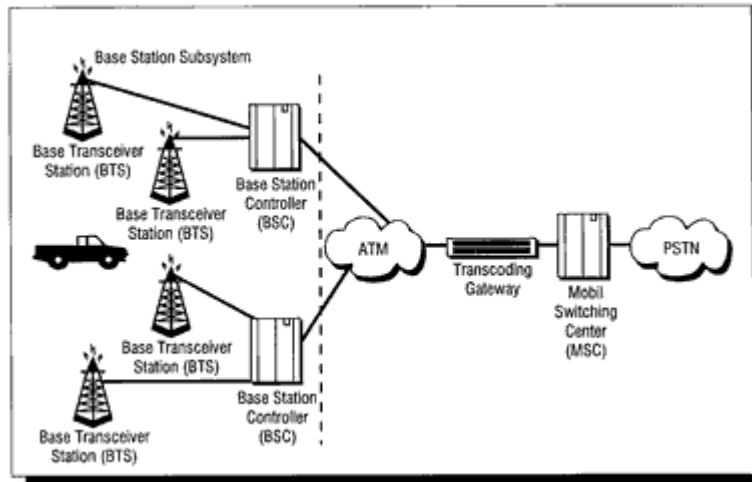 Base Station Subsystem
Base Transceiver
Station (BTS)
Base Transceiver
Station (BTS)
Base Station
Controller
(BSC)
ATM
Transcoding
Gateway
Mobil
Switching
Center
(MSC)
PSTN
Base Transceiver
Station (BTS)
Base Transceiver
Station (BTS)
Base Station
Controller
(BSC)